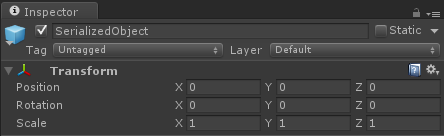 Inspector
SerializedObject Static
Tag Untagged Layer Default
Transform
Position X 0 Y 0 Z 0
Rotation X 0 Y 0 Z 0
Scale X 1 Y 1 Z 1